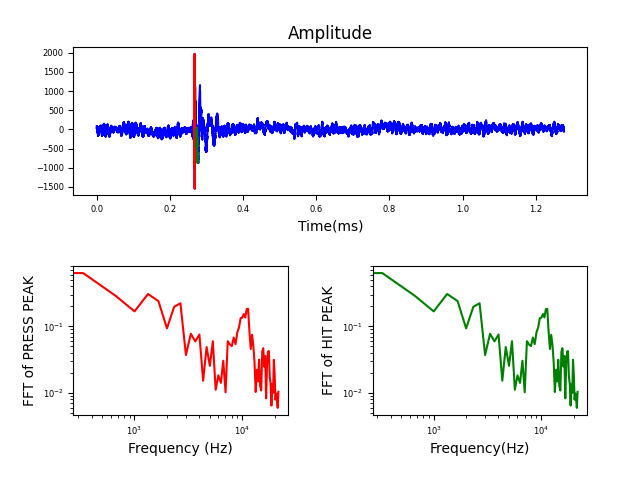 Amplitude
2000
1500
1000
500
0
−500
−1000
−1500
0.0 0.2 0.4 0.6 0.8 1.0 1.2
Time(ms)
FFT of PRESS PEAK
10⁻¹
10⁻²
10³ 10⁴
Frequency (Hz)
FFT of HIT PEAK
10⁻¹
10⁻²
10³ 10⁴
Frequency(Hz)